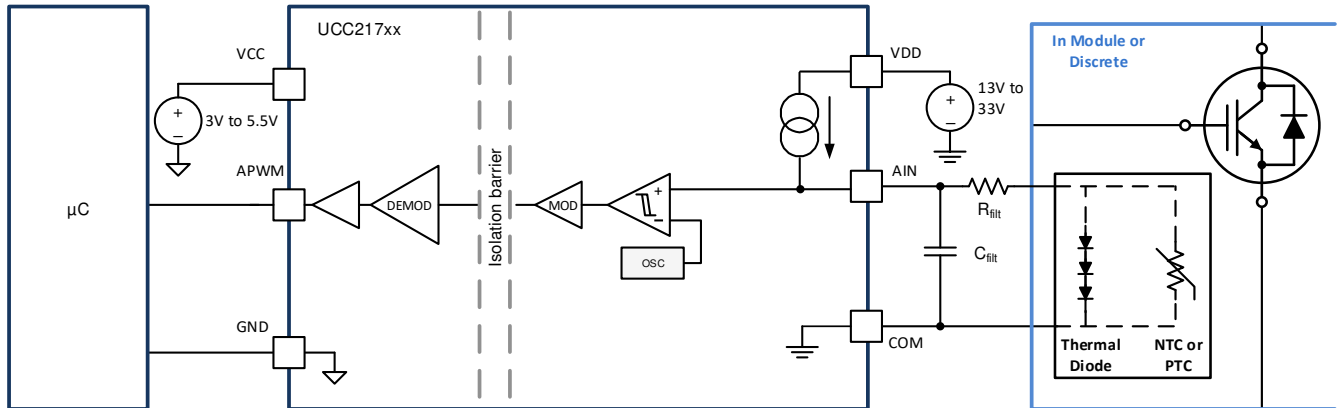 UCC217xx
µC
VCC
3V to 5.5V
APWM
GND
DEMOD
Isolation barrier
MOD
OSC
VDD
13V to
33V
AIN
COM
Rfilt
Cfilt
In Module or
Discrete
Thermal
Diode
NTC or
PTC
+
−
+
−
+
−